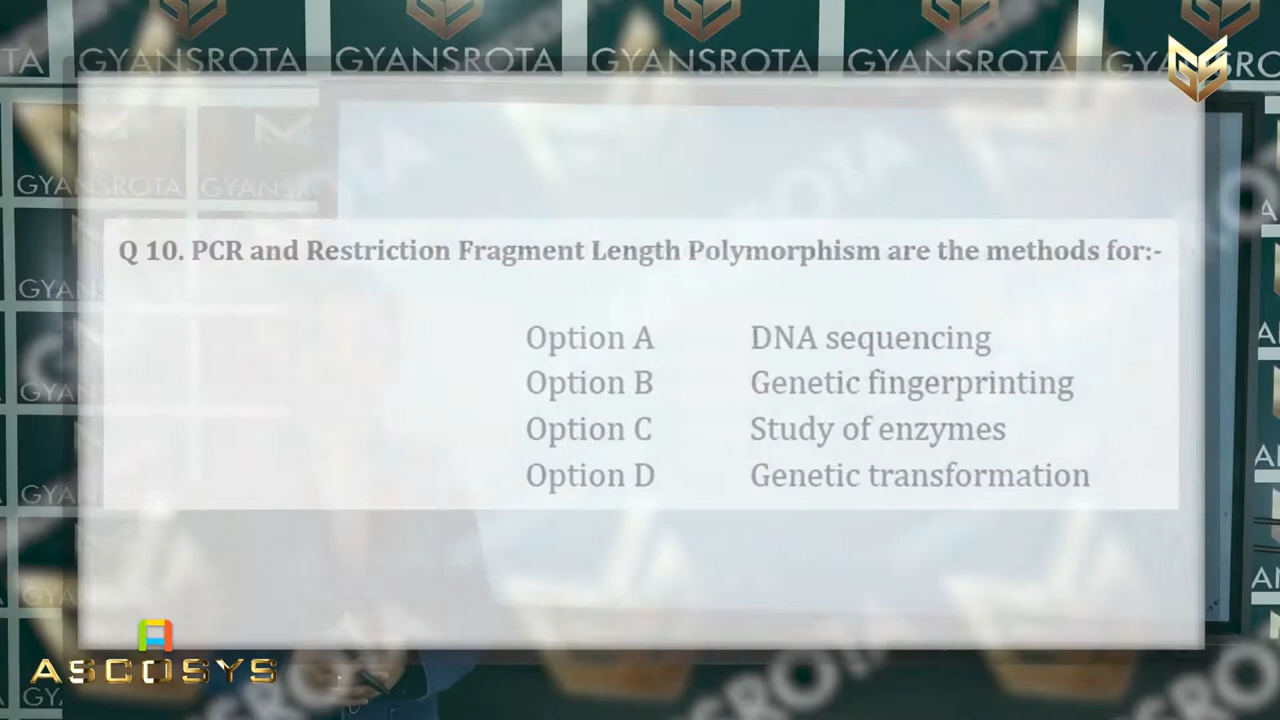 GYANSROTA GYANSROTA GYANSROTA GYANSROTA
GYANSROTA
Q 10. PCR and Restriction Fragment Length Polymorphism are the methods for:-
Option A DNA sequencing
Option B Genetic fingerprinting
Option C Study of enzymes
Option D Genetic transformation
ASCOSYS